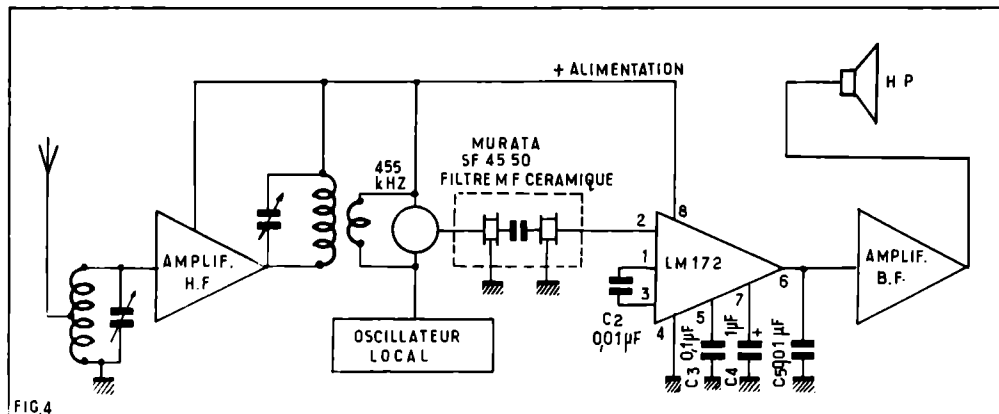 + ALIMENTATION
H P
MURATA
SF 45 50
FILTRE M F CERAMIQUE
455
kHZ
AMPLIF.
H.F
OSCILLATEUR
LOCAL
2
8
1
LM172
3
6
5
7
4
C2
0,01µF
C3 0,1µF
C4 1µF
+
C5 0,01µF
AMPLIF.
B.F.
FIG.4